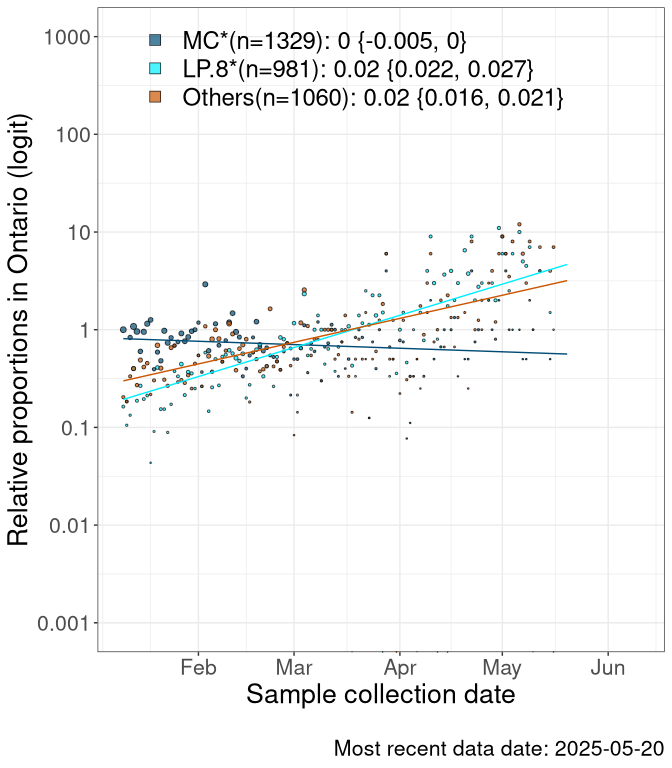 MC*(n=1329): 0 {-0.005, 0}
LP.8*(n=981): 0.02 {0.022, 0.027}
Others(n=1060): 0.02 {0.016, 0.021}
Relative proportions in Ontario (logit)
1000
100
10
1
0.1
0.01
0.001
Feb Mar Apr May Jun
Sample collection date
Most recent data date: 2025-05-20